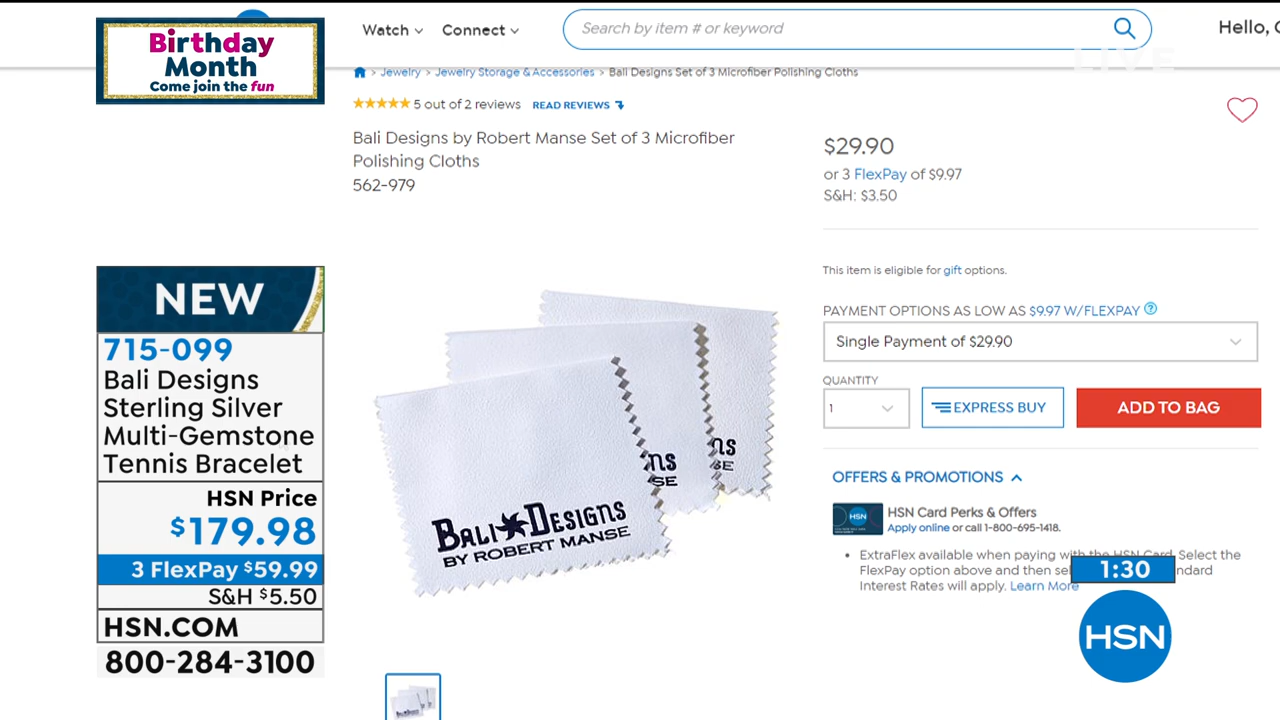 Birthday
Month
Come join the fun
Watch
Connect
Search by item # or keyword
Hello,
LIVE
> Jewelry > Jewelry Storage & Accessories > Bali Designs Set of 3 Microfiber Polishing Cloths
5 out of 2 reviews READ REVIEWS
Bali Designs by Robert Manse Set of 3 Microfiber
Polishing Cloths
562-979
$29.90
or 3 FlexPay of $9.97
S&H: $3.50
This item is eligible for gift options.
PAYMENT OPTIONS AS LOW AS $9.97 W/FLEXPAY ?
Single Payment of $29.90
QUANTITY
1
EXPRESS BUY
ADD TO BAG
OFFERS & PROMOTIONS
HSN
HSN Card Perks & Offers
Apply online or call 1-800-695-1418.
• ExtraFlex available when paying with the HSN Card. Select the
FlexPay option above and then sel ndard
Interest Rates will apply. Learn More
1:30
HSN
NEW
715-099
Bali Designs
Sterling Silver
Multi-Gemstone
Tennis Bracelet
HSN Price
$179.98
3 FlexPay $59.99
S&H $5.50
HSN.COM
800-284-3100
BALI DESIGNS
BY ROBERT MANSE
NS
SE
NS
SE